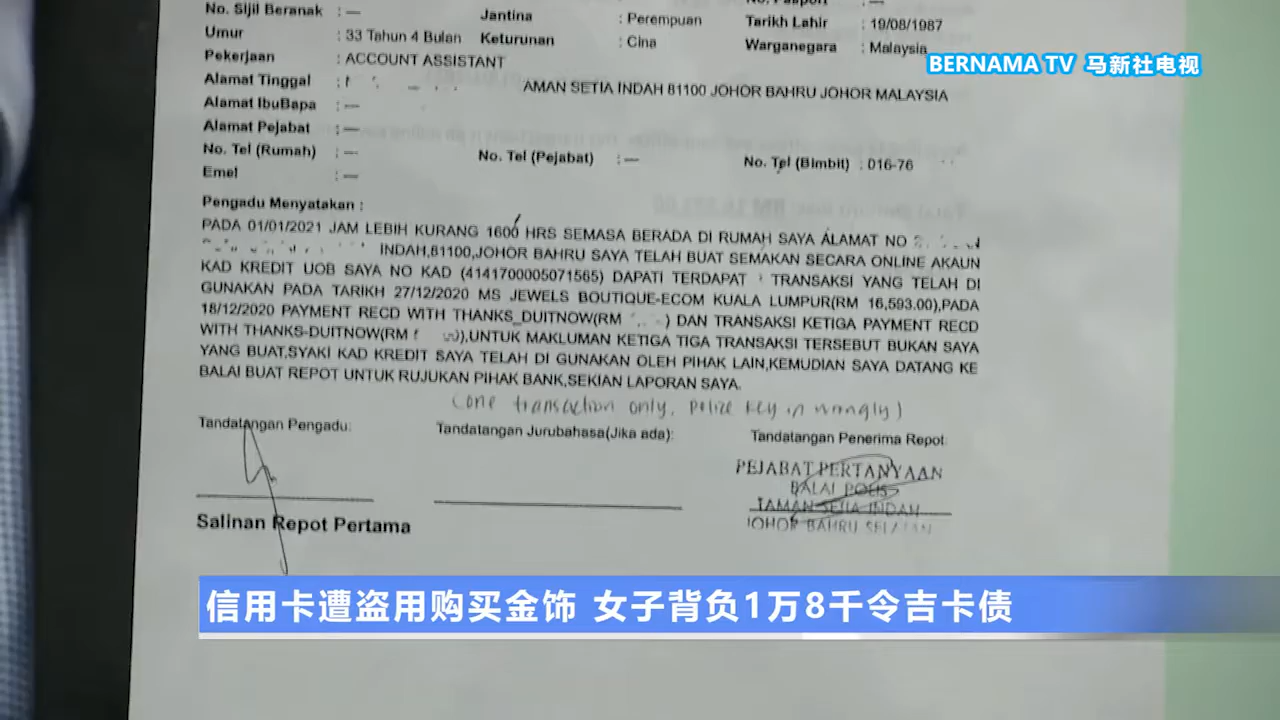 No. Sijil Beranak : —
Jantina : Perempuan
Tarikh Lahir : 19/08/1987
Umur : 33 Tahun 4 Bulan
Keturunan : Cina
Warganegara : Malaysia
BERNAMA TV 马新社电视
Pekerjaan : ACCOUNT ASSISTANT
Alamat Tinggal : AMAN SETIA INDAH 81100 JOHOR BAHRU JOHOR MALAYSIA
Alamat IbuBapa : —
Alamat Pejabat : —
No. Tel (Rumah) : —
No. Tel (Pejabat) : —
No. Tel (Bimbit) : 016-76
Emel : —
Pengadu Menyatakan :
PADA 01/01/2021 JAM LEBIH KURANG 1600 HRS SEMASA BERADA DI RUMAH SAYA ALAMAT NO
INDAH,81100,JOHOR BAHRU SAYA TELAH BUAT SEMAKAN SECARA ONLINE AKAUN
KAD KREDIT UOB SAYA NO KAD (4141700005071565) DAPATI TERDAPAT TRANSAKSI YANG TELAH DI
GUNAKAN PADA TARIKH 27/12/2020 MS JEWELS BOUTIQUE-ECOM KUALA LUMPUR(RM 16,593.00),PADA
18/12/2020 PAYMENT RECD WITH THANKS_DUITNOW(RM ) DAN TRANSAKSI KETIGA PAYMENT RECD
WITH THANKS-DUITNOW(RM ),UNTUK MAKLUMAN KETIGA TIGA TRANSAKSI TERSEBUT BUKAN SAYA
YANG BUAT,SYAKI KAD KREDIT SAYA TELAH DI GUNAKAN OLEH PIHAK LAIN,KEMUDIAN SAYA DATANG KE
BALAI BUAT REPOT UNTUK RUJUKAN PIHAK BANK,SEKIAN LAPORAN SAYA.
(one transaction only, police key in wrongly)
Tandatangan Pengadu:
Tandatangan Jurubahasa(Jika ada):
Tandatangan Penerima Repot:
PEJABAT PERTANYAAN
BALAI POLIS
TAMAN SETIA INDAH
JOHOR BAHRU SELATAN
Salinan Repot Pertama
信用卡遭盗用购买金饰 女子背负1万8千令吉卡债